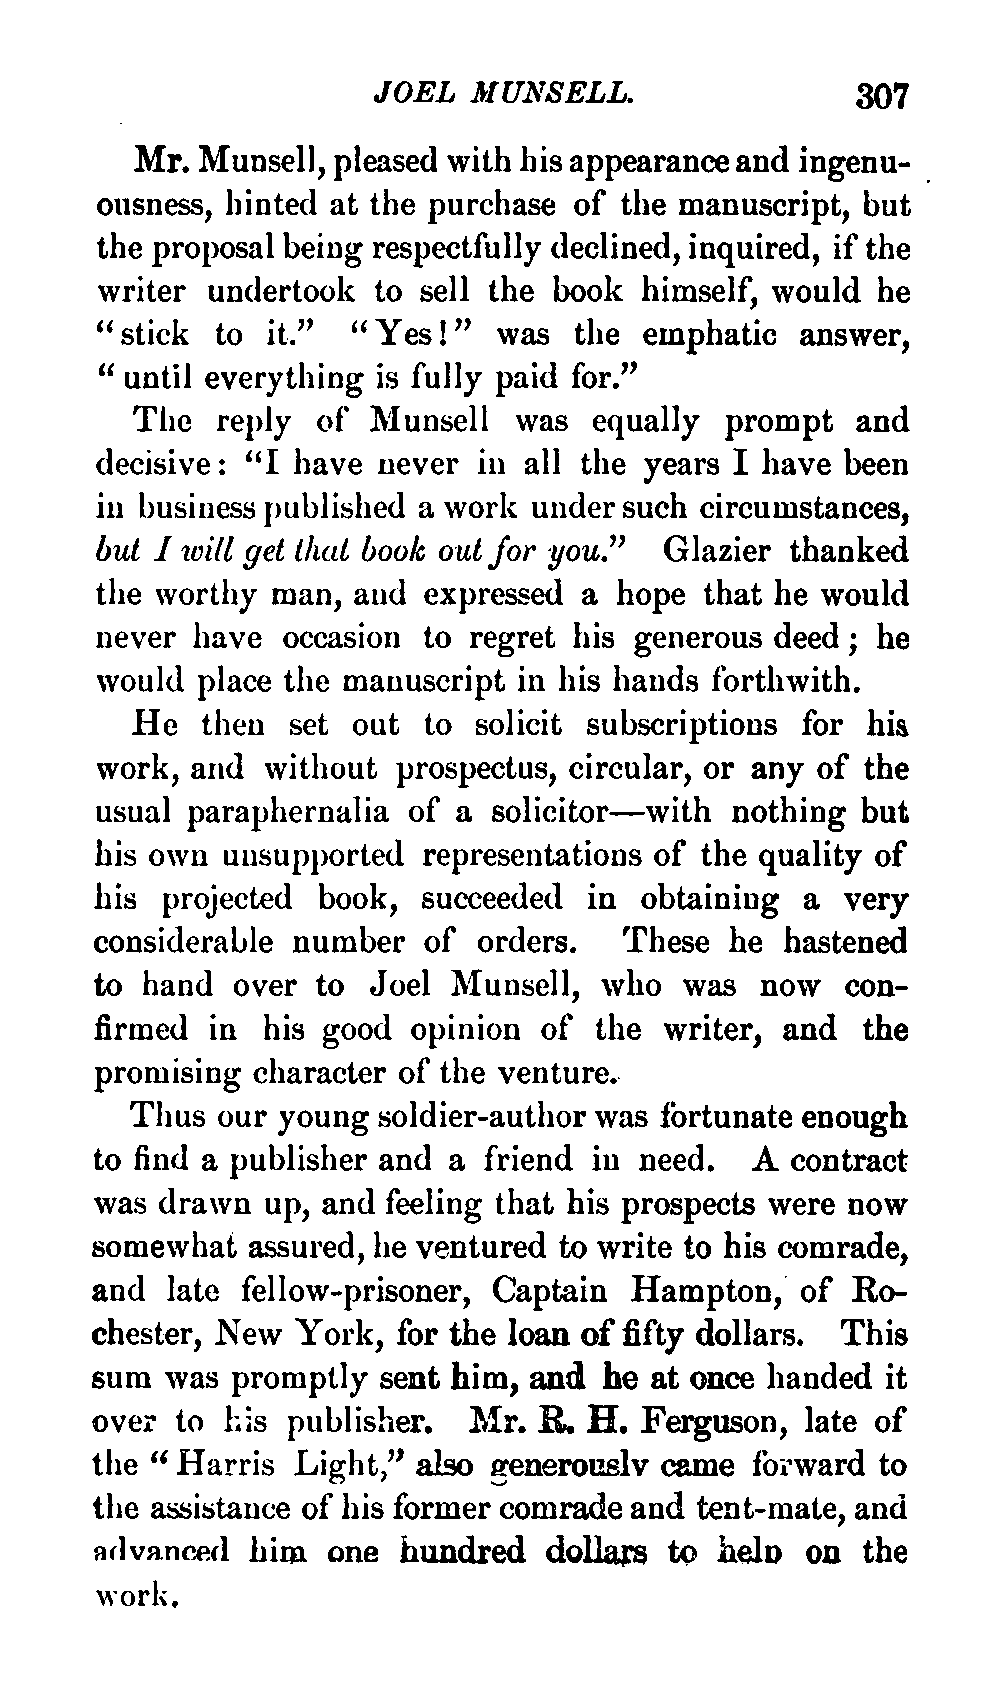 JOEL MUNSELL. 307
Mr. Munsell, pleased with his appearance and ingenu-
ousness, hinted at the purchase of the manuscript, but
the proposal being respectfully declined, inquired, if the
writer undertook to sell the book himself, would he
“stick to it.” “Yes!” was the emphatic answer,
“until everything is fully paid for.”
The reply of Munsell was equally prompt and
decisive: “I have never in all the years I have been
in business published a work under such circumstances,
but I will get that book out for you.” Glazier thanked
the worthy man, and expressed a hope that he would
never have occasion to regret his generous deed; he
would place the manuscript in his hands forthwith.
He then set out to solicit subscriptions for his
work, and without prospectus, circular, or any of the
usual paraphernalia of a solicitor—with nothing but
his own unsupported representations of the quality of
his projected book, succeeded in obtaining a very
considerable number of orders. These he hastened
to hand over to Joel Munsell, who was now con-
firmed in his good opinion of the writer, and the
promising character of the venture.
Thus our young soldier-author was fortunate enough
to find a publisher and a friend in need. A contract
was drawn up, and feeling that his prospects were now
somewhat assured, he ventured to write to his comrade,
and late fellow-prisoner, Captain Hampton, of Ro-
chester, New York, for the loan of fifty dollars. This
sum was promptly sent him, and he at once handed it
over to his publisher. Mr. R. H. Ferguson, late of
the “Harris Light,” also generously came forward to
the assistance of his former comrade and tent-mate, and
advanced him one hundred dollars to help on the
work.